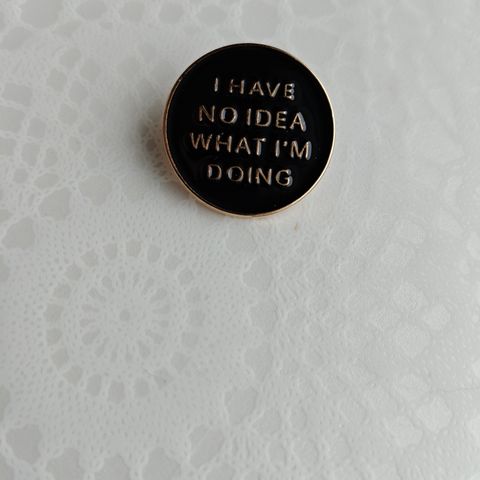 I HAVE
NO IDEA
WHAT I'M
DOING